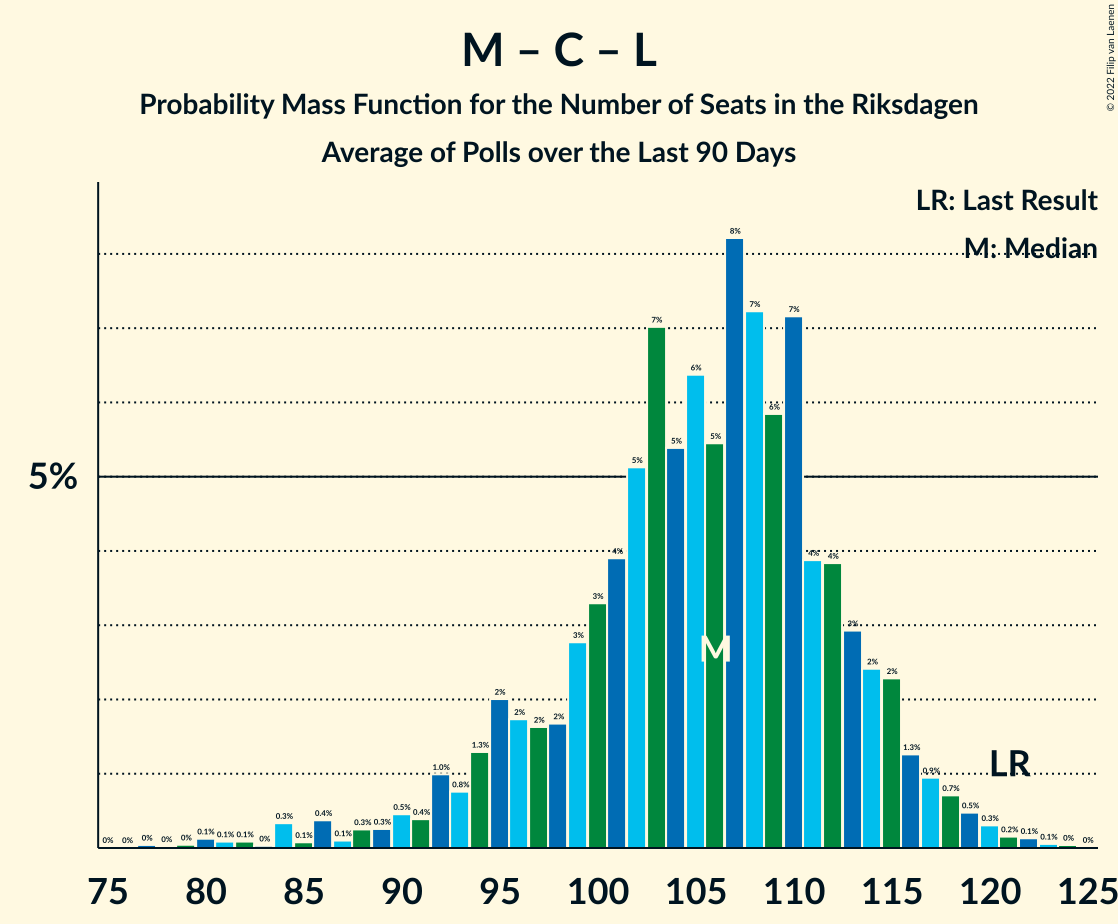 M – C – L
Probability Mass Function for the Number of Seats in the Riksdagen
Average of Polls over the Last 90 Days
© 2022 Filip van Laenen
LR: Last Result
M: Median
5%
0% 0% 0% 0% 0% 0.1% 0.1% 0.1% 0% 0.3% 0.1% 0.4% 0.1% 0.3% 0.3% 0.5% 0.4% 1.0% 0.8% 1.3% 2% 2% 2% 2% 3% 3% 4% 5% 7% 5% 6% 5% 8% 7% 6% 7% 4% 4% 3% 2% 2% 1.3% 0.9% 0.7% 0.5% 0.3% 0.2% 0.1% 0.1% 0% 0%
M
LR
75 80 85 90 95 100 105 110 115 120 125